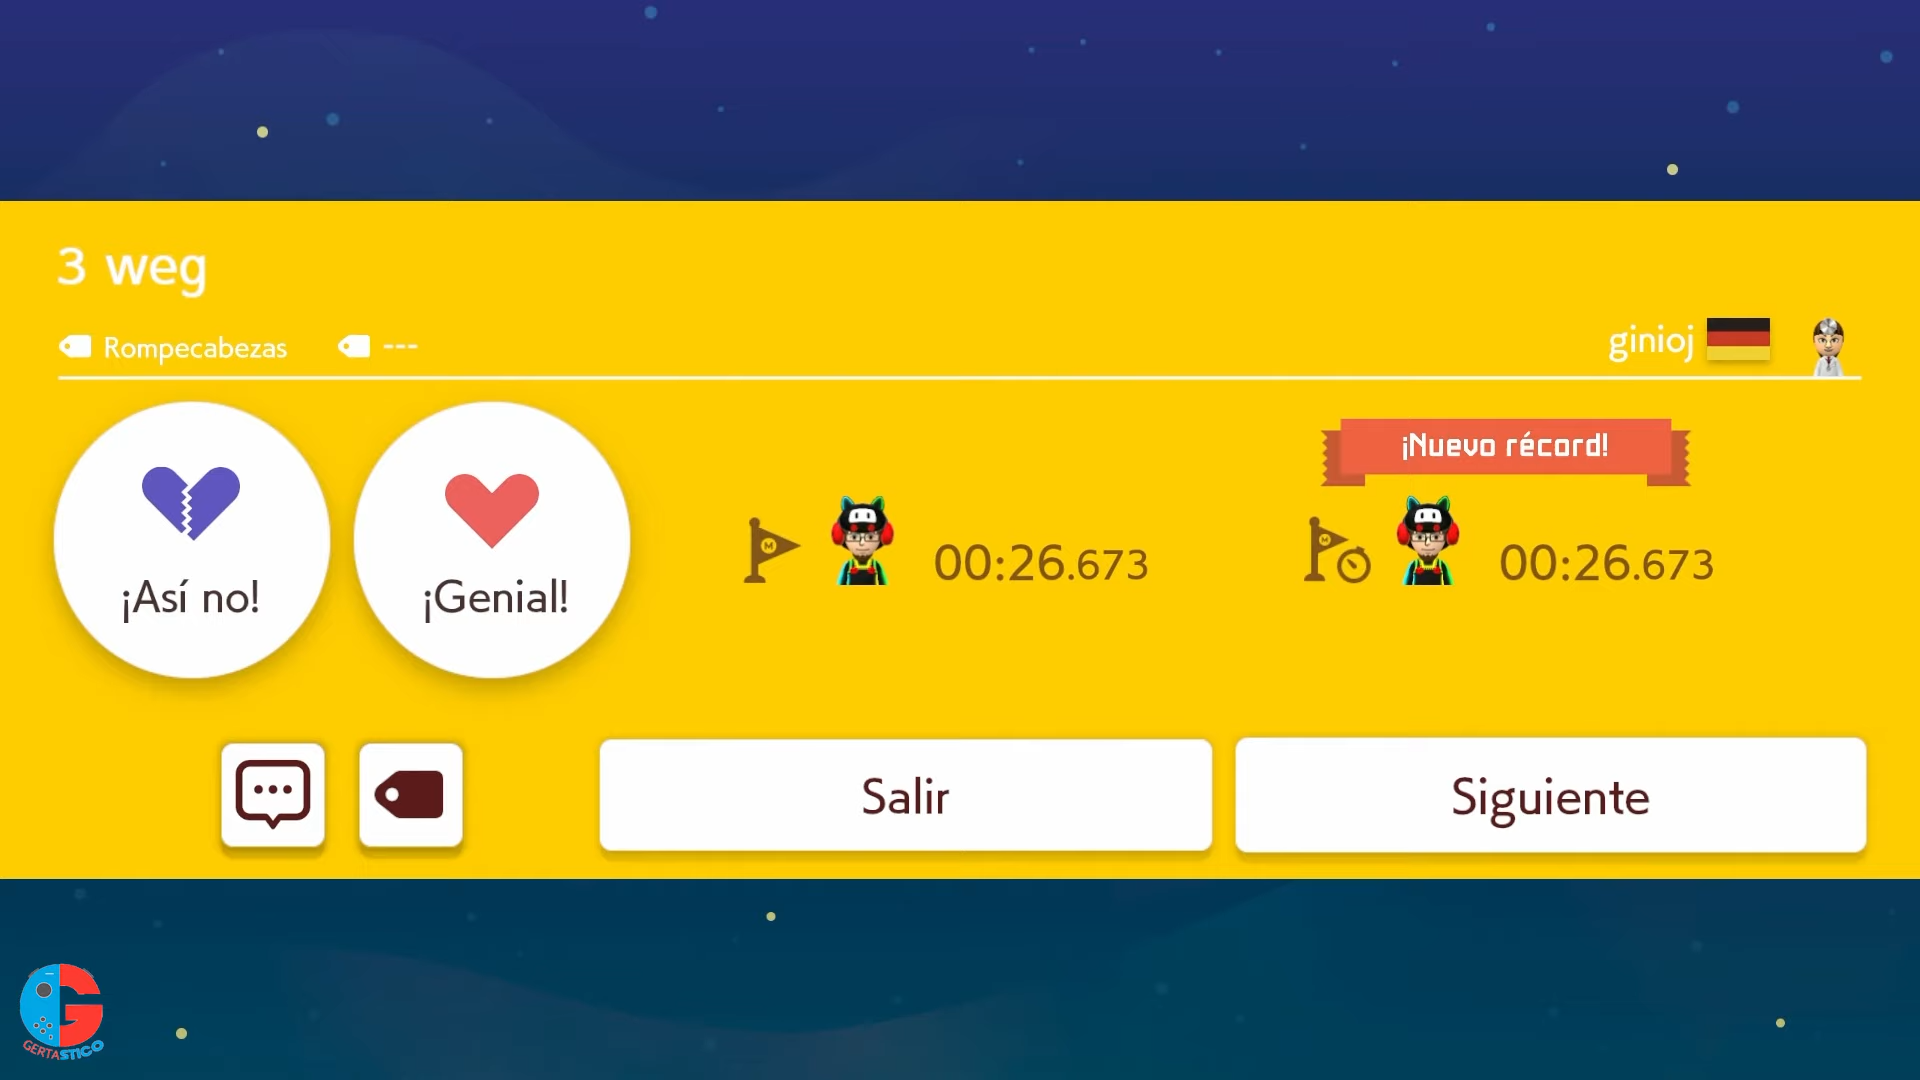 3 weg
Rompecabezas ---
ginioj
¡Nuevo récord!
¡Así no!
¡Genial!
M
00:26.673
M
00:26.673
Salir
Siguiente
GERTASTICO